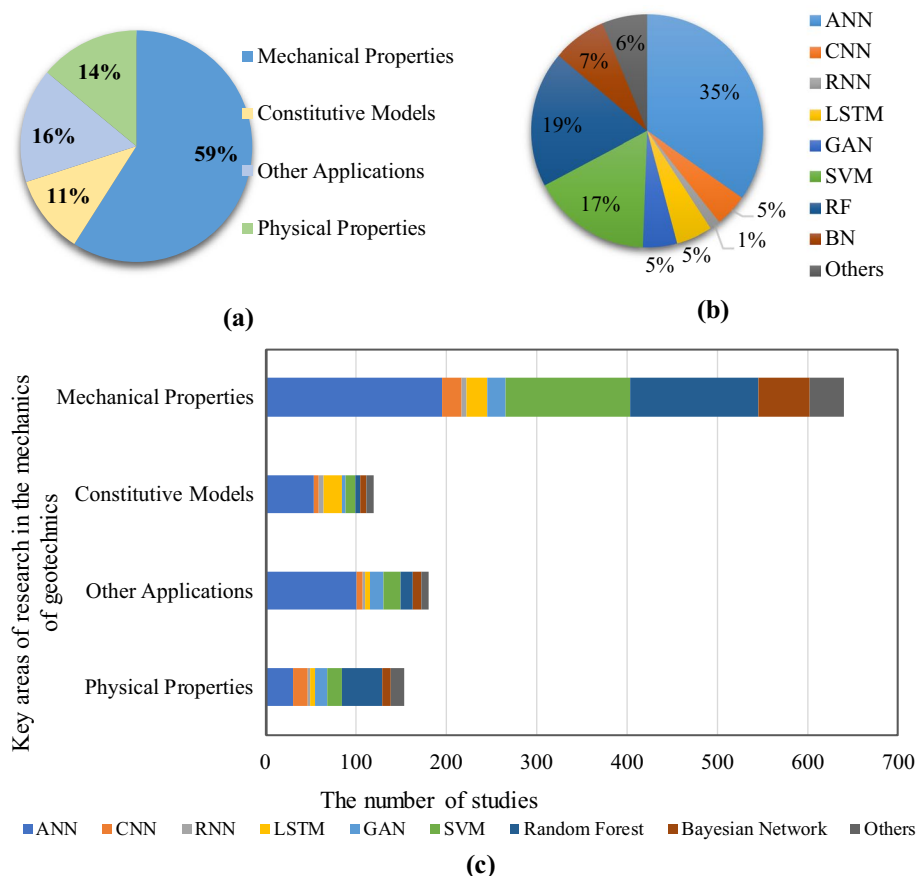 14%
16%
11%
59%
Mechanical Properties
Constitutive Models
Other Applications
Physical Properties
(a)
6%
7%
19%
17%
5%
5%
1%
5%
35%
ANN
CNN
RNN
LSTM
GAN
SVM
RF
BN
Others
(b)
Key areas of research in the mechanics
of geotechnics
Mechanical Properties
Constitutive Models
Other Applications
Physical Properties
0 100 200 300 400 500 600 700
The number of studies
ANN CNN RNN LSTM GAN SVM Random Forest Bayesian Network Others
(c)